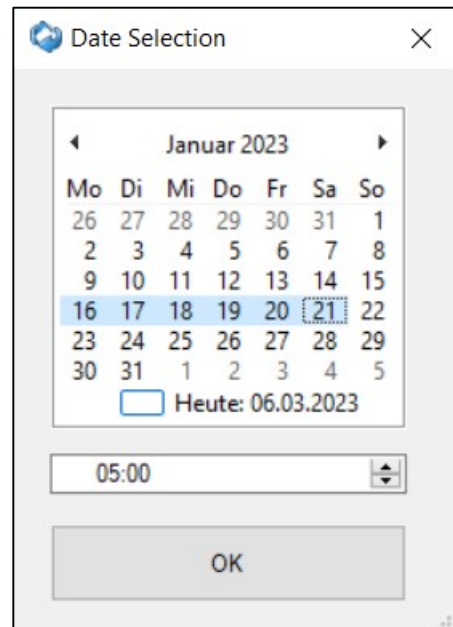 Date Selection
Januar 2023
Mo Di Mi Do Fr Sa So
26 27 28 29 30 31 1
2 3 4 5 6 7 8
9 10 11 12 13 14 15
16 17 18 19 20 21 22
23 24 25 26 27 28 29
30 31 1 2 3 4 5
Heute: 06.03.2023
05:00
OK